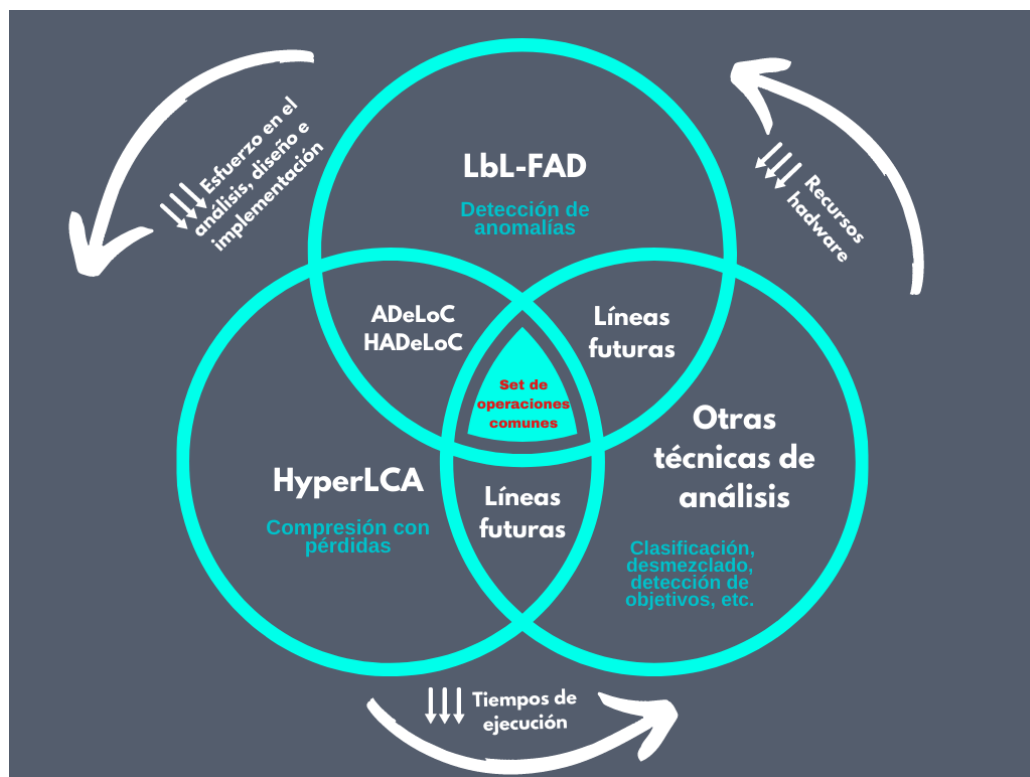 Esfuerzo en el
análisis, diseño e
implementación
Recursos
hadware
LbL-FAD
Detección de
anomalías
ADeLoC
HADeLoC
Líneas
futuras
Set de
operaciones
comunes
Otras
técnicas de
análisis
Clasificación,
desmezclado,
detección de
objetivos, etc.
HyperLCA
Compresión con
pérdidas
Líneas
futuras
Tiempos de
ejecución